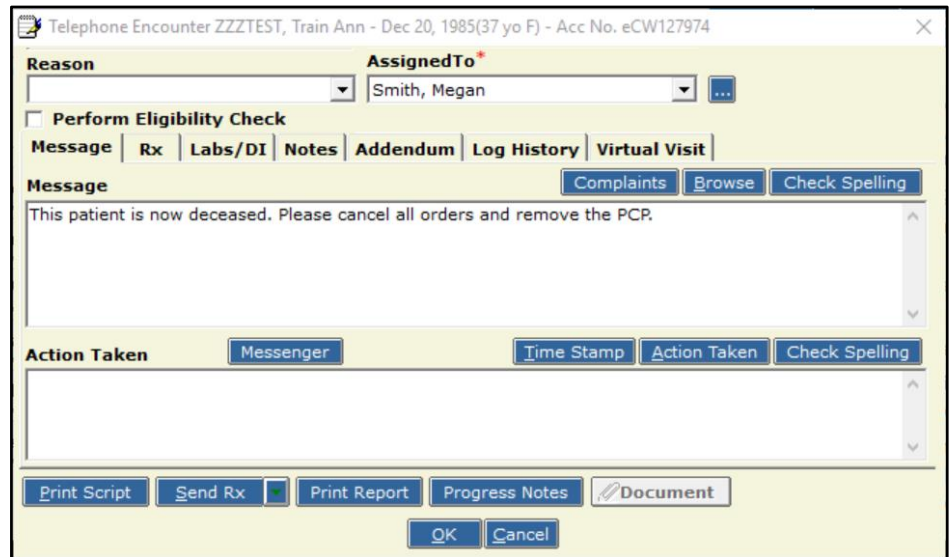 Telephone Encounter ZZZTEST, Train Ann - Dec 20, 1985(37 yo F) - Acc No. eCW127974
Reason AssignedTo*
Smith, Megan ...
Perform Eligibility Check
Message Rx Labs/DI Notes Addendum Log History Virtual Visit
Message Complaints Browse Check Spelling
This patient is now deceased. Please cancel all orders and remove the PCP.
Action Taken Messenger Time Stamp Action Taken Check Spelling
Print Script Send Rx Print Report Progress Notes Document
OK Cancel